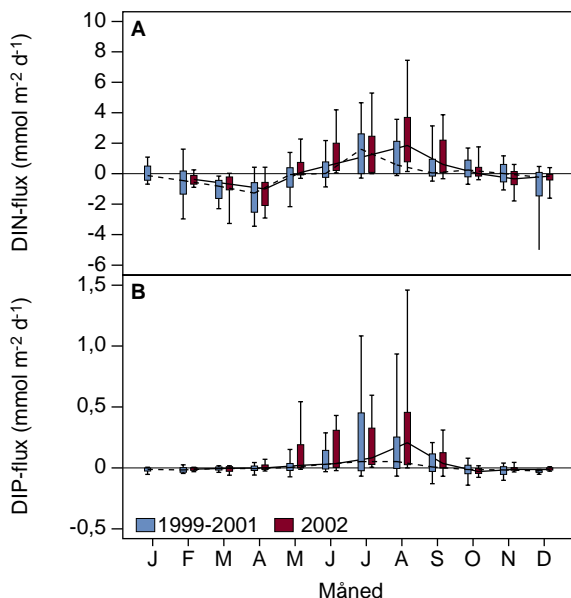 A
DIN-flux (mmol m⁻² d⁻¹)
10
8
6
4
2
0
-2
-4
-6
B
DIP-flux (mmol m⁻² d⁻¹)
1,5
1,0
0,5
0,0
-0,5
1999-2001 2002
J F M A M J J A S O N D
Måned